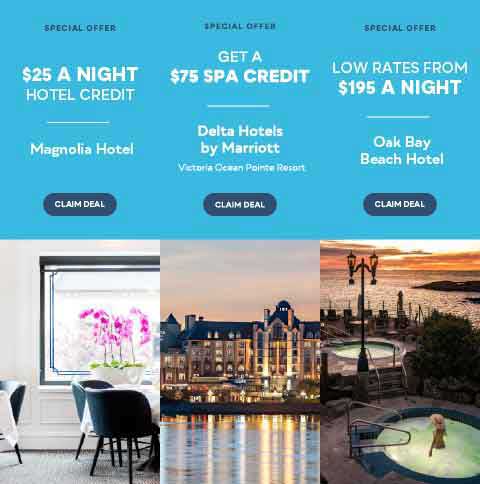 SPECIAL OFFER
$25 A NIGHT
HOTEL CREDIT
Magnolia Hotel
CLAIM DEAL
SPECIAL OFFER
GET A
$75 SPA CREDIT
Delta Hotels
by Marriott
Victoria Ocean Pointe Resort
CLAIM DEAL
SPECIAL OFFER
LOW RATES FROM
$195 A NIGHT
Oak Bay
Beach Hotel
CLAIM DEAL